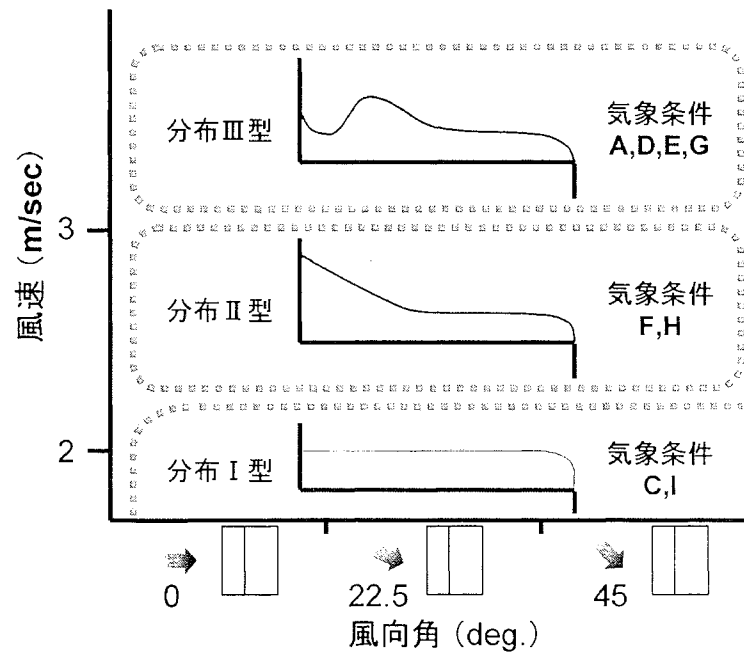 風速（m/sec）
3
2
分布Ⅲ型
気象条件
A,D,E,G
分布Ⅱ型
気象条件
F,H
分布Ⅰ型
気象条件
C,I
0
22.5
45
風向角（deg.）